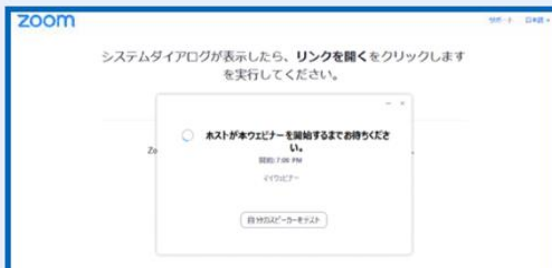 zoom
サポート 日本語
システムダイアログが表示したら、リンクを開くをクリックします
を実行してください。
ホストが本ウェビナーを開始するまでお待ちくださ
い。
Zo
開始: 7:00 PM
マイウェビナー
自分のスピーカーをテスト